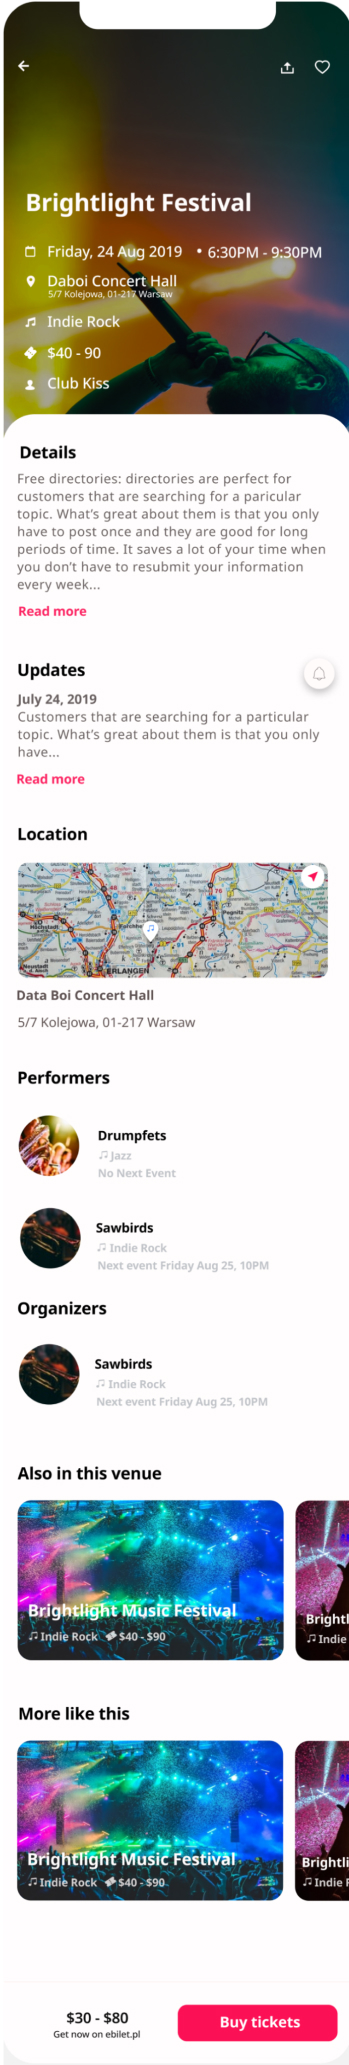 Brightlight Festival
Friday, 24 Aug 2019 • 6:30PM - 9:30PM
Daboi Concert Hall
5/7 Kolejowa, 01-217 Warsaw
Indie Rock
$40 - 90
Club Kiss
Details
Free directories: directories are perfect for
customers that are searching for a paricular
topic. What's great about them is that you only
have to post once and they are good for long
periods of time. It saves a lot of your time when
you don't have to resubmit your information
every week...
Read more
Updates
July 24, 2019
Customers that are searching for a particular
topic. What's great about them is that you only
have...
Read more
Location
Pegnitz
Höchstadt
ERLANGEN
Data Boi Concert Hall
5/7 Kolejowa, 01-217 Warsaw
Performers
Drumpfets
Jazz
No Next Event
Sawbirds
Indie Rock
Next event Friday Aug 25, 10PM
Organizers
Sawbirds
Indie Rock
Next event Friday Aug 25, 10PM
Also in this venue
Brightlight Music Festival
Brightl
Indie Rock $40 - $90
Indie
More like this
Brightlight Music Festival
Brightli
Indie Rock $40 - $90
Indie F
$30 - $80
Buy tickets
Get now on ebilet.pl